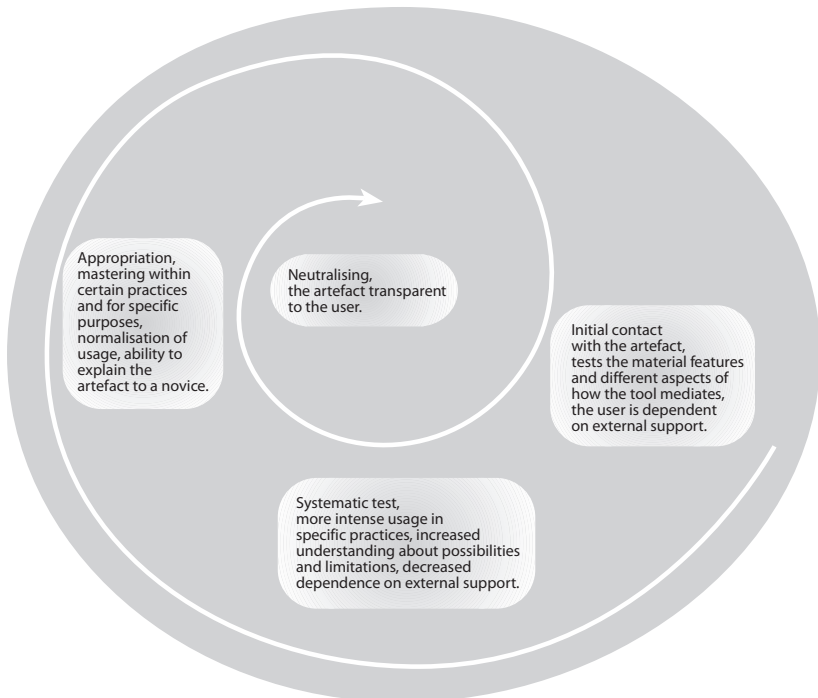 Appropriation,
mastering within
certain practices
and for specific
purposes,
normalisation of
usage, ability to
explain the
artefact to a novice.
Neutralising,
the artefact transparent
to the user.
Initial contact
with the artefact,
tests the material features
and different aspects of
how the tool mediates,
the user is dependent
on external support.
Systematic test,
more intense usage in
specific practices, increased
understanding about possibilities
and limitations, decreased
dependence on external support.